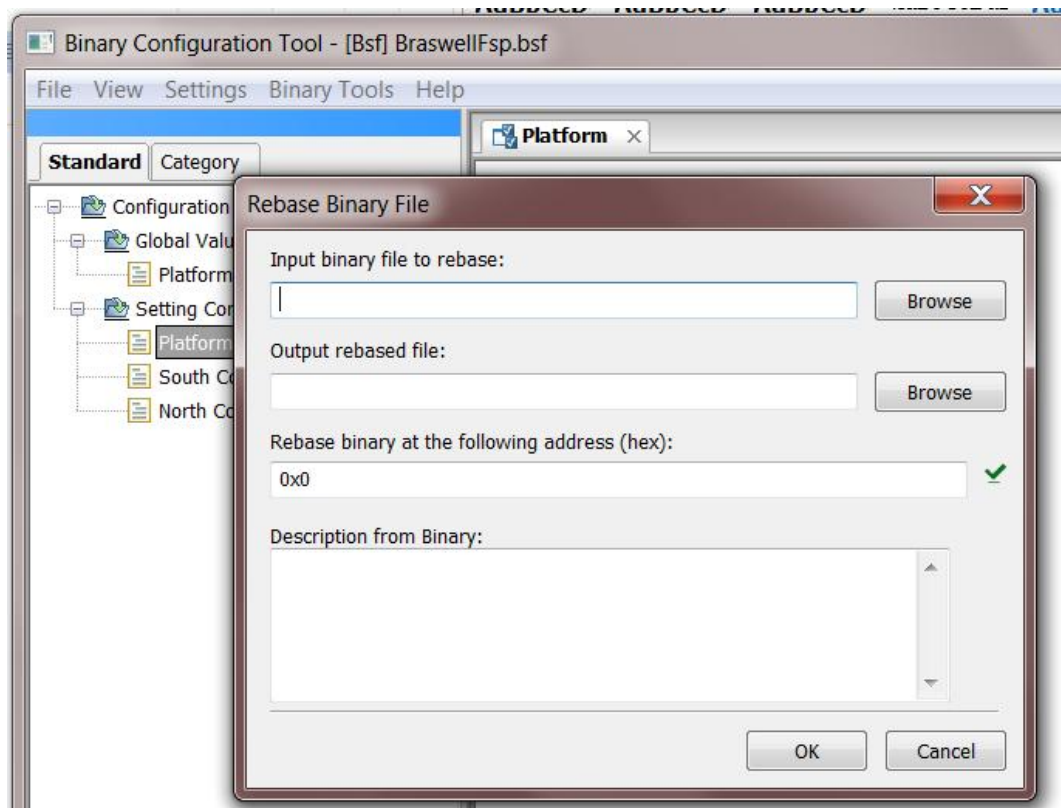 Binary Configuration Tool - [Bsf] BraswellFsp.bsf
File View Settings Binary Tools Help
Platform
Standard Category
Configuration
Global Valu
Platform
Setting Cor
Platform
South Co
North Co
Rebase Binary File
Input binary file to rebase:
Browse
Output rebased file:
Browse
Rebase binary at the following address (hex):
0x0
Description from Binary:
OK Cancel